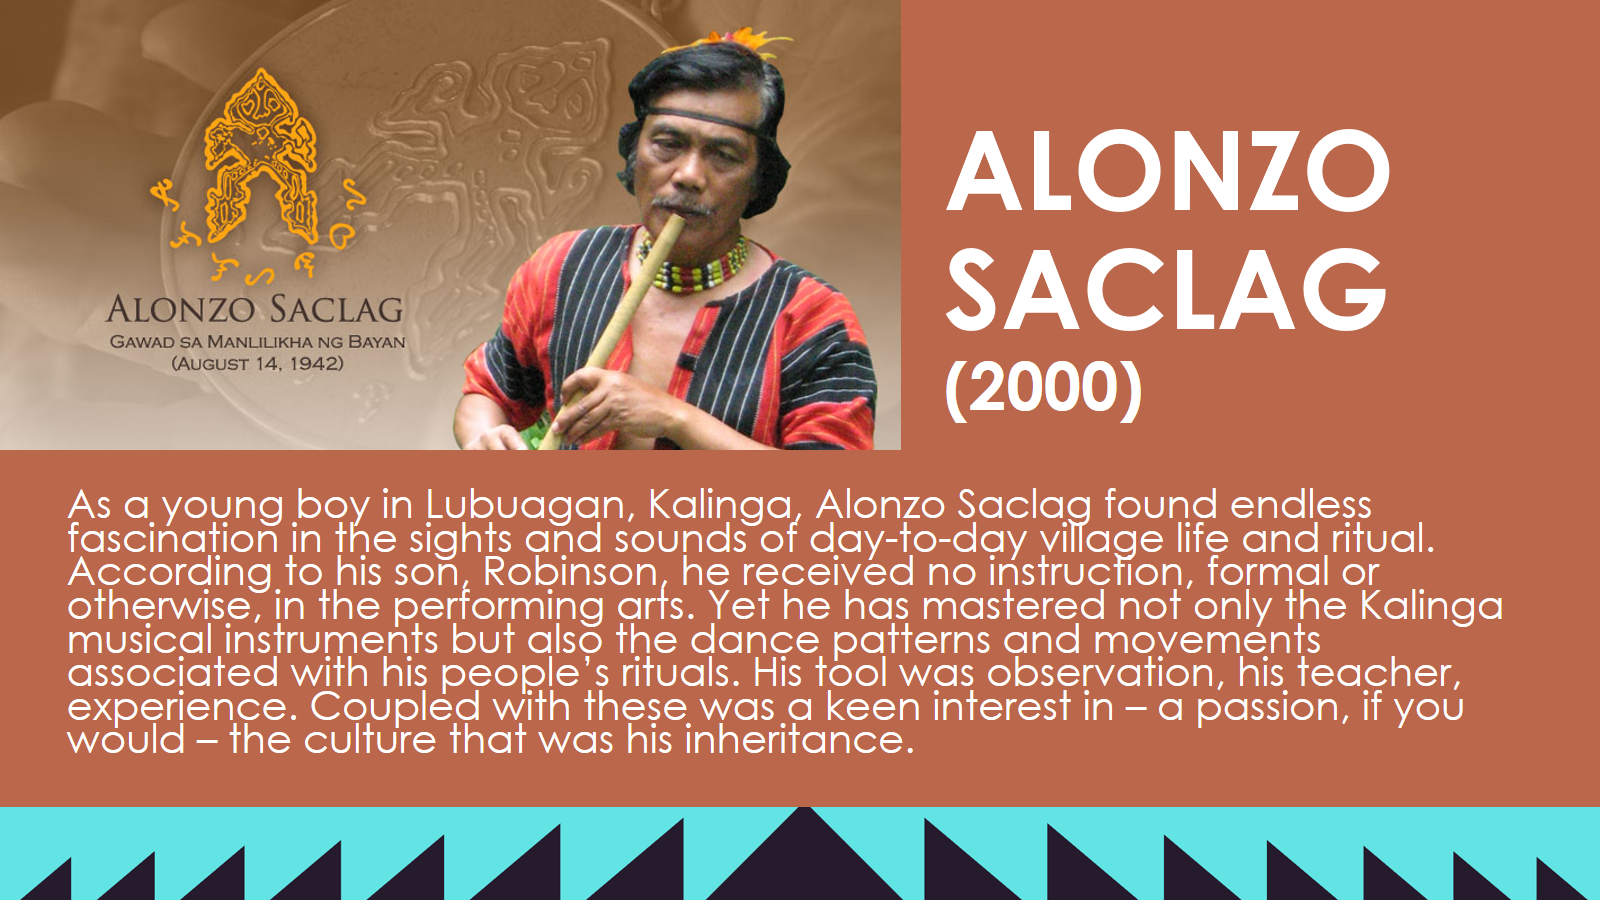 ALONZO SACLAG
GAWAD SA MANLILIKHA NG BAYAN
(AUGUST 14, 1942)
ALONZO
SACLAG
(2000)
As a young boy in Lubuagan, Kalinga, Alonzo Saclag found endless
fascination in the sights and sounds of day-to-day village life and ritual.
According to his son, Robinson, he received no instruction, formal or
otherwise, in the performing arts. Yet he has mastered not only the Kalinga
musical instruments but also the dance patterns and movements
associated with his people’s rituals. His tool was observation, his teacher,
experience. Coupled with these was a keen interest in – a passion, if you
would – the culture that was his inheritance.